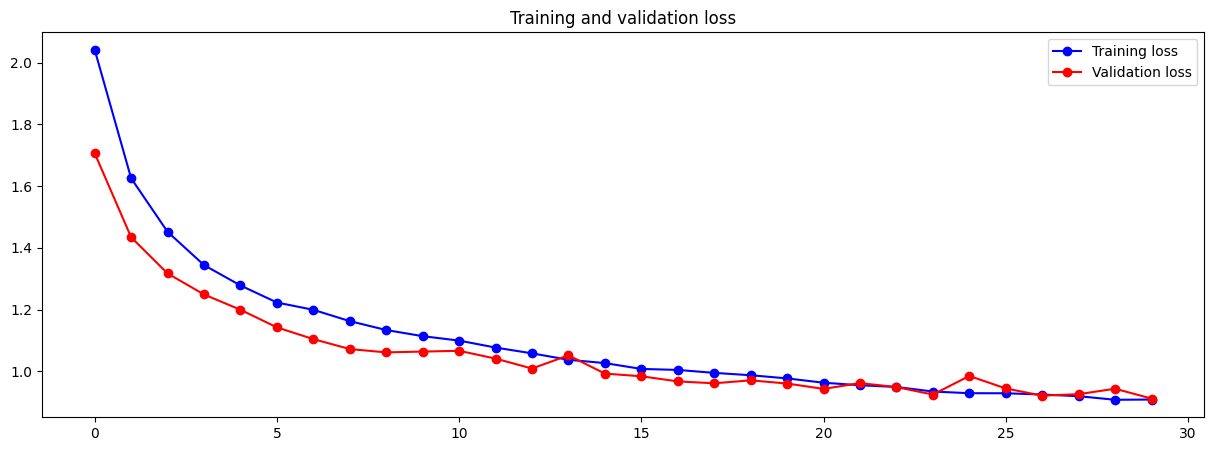 Training and validation loss
Training loss
Validation loss
2.0
1.8
1.6
1.4
1.2
1.0
0 5 10 15 20 25 30